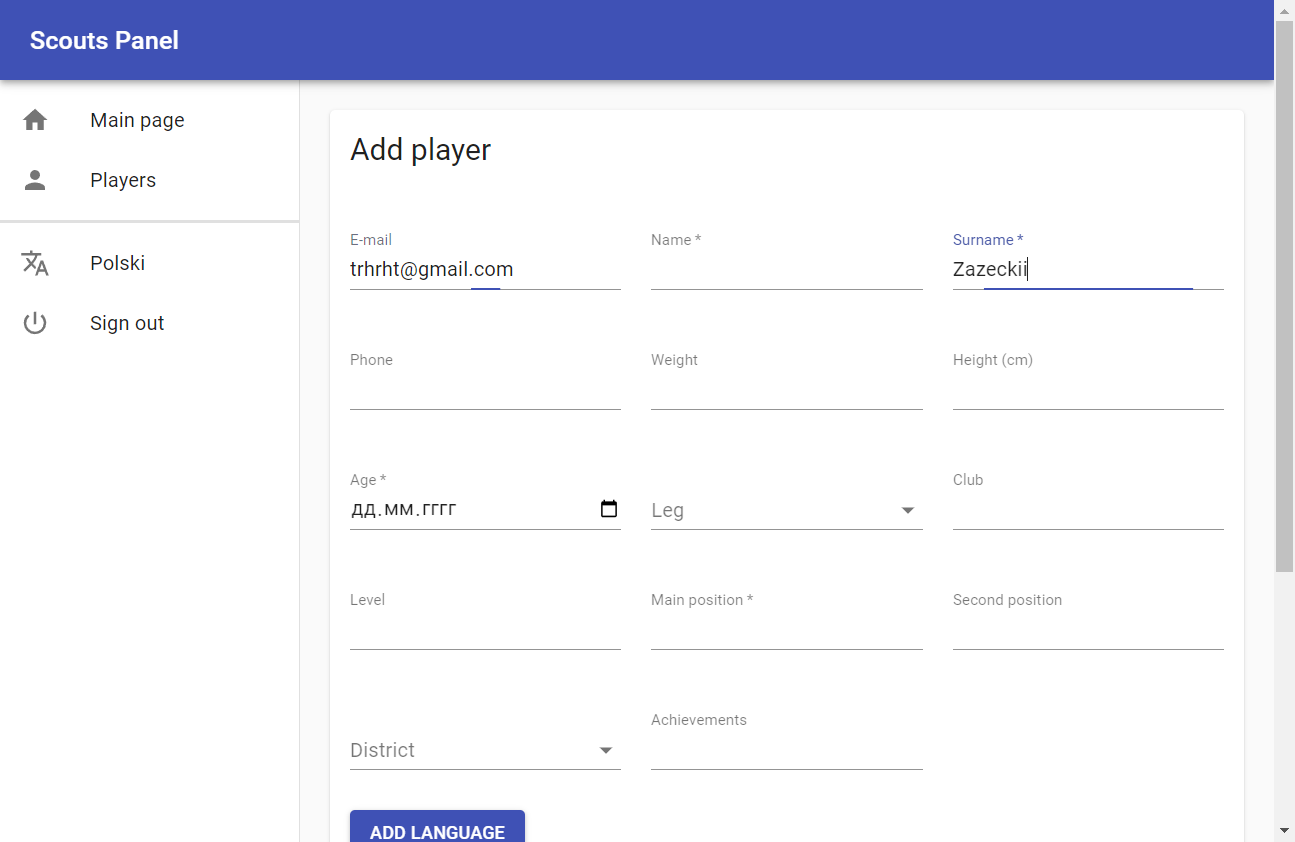 Scouts Panel
Main page
Players
Polski
Sign out
Add player
E-mail
trhrht@gmail.com
Name *
Surname *
Zazeckii
Phone
Weight
Height (cm)
Age *
ДД.ММ.ГГГГ
Leg
Club
Level
Main position *
Second position
District
Achievements
ADD LANGUAGE